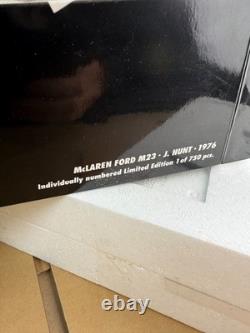 McLAREN FORD M23 · J. HUNT · 1976
Individually numbered Limited Edition 1 of 750 pcs.